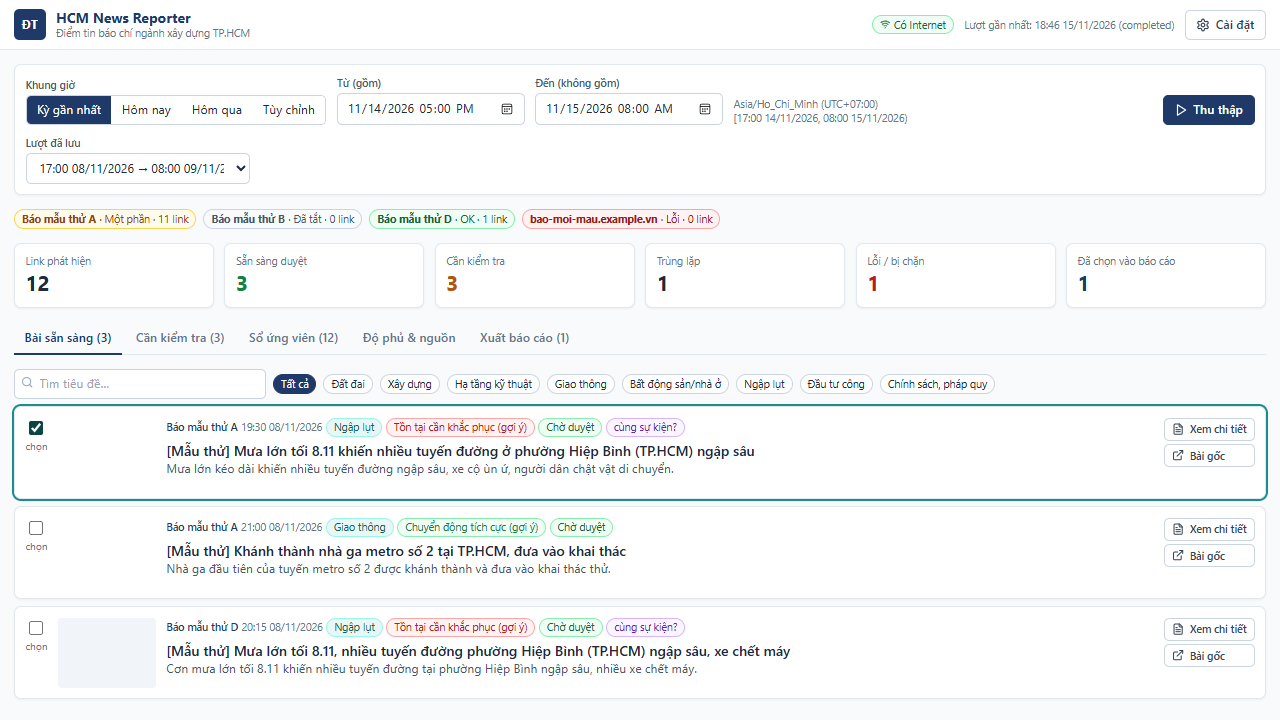 ĐT
HCM News Reporter
Điểm tin báo chí ngành xây dựng TP.HCM
Có Internet
Lượt gần nhất: 18:46 15/11/2026 (completed)
Cài đặt
Khung giờ
Kỳ gần nhất
Hôm nay
Hôm qua
Tùy chỉnh
Từ (gồm)
11/14/2026 05:00 PM
Đến (không gồm)
11/15/2026 08:00 AM
Asia/Ho_Chi_Minh (UTC+07:00)
[17:00 14/11/2026, 08:00 15/11/2026)
Thu thập
Lượt đã lưu
17:00 08/11/2026 → 08:00 09/11/2
Báo mẫu thử A · Một phần · 11 link
Báo mẫu thử B · Đã tắt · 0 link
Báo mẫu thử D · OK · 1 link
bao-moi-mau.example.vn · Lỗi · 0 link
Link phát hiện
12
Sẵn sàng duyệt
3
Cần kiểm tra
3
Trùng lặp
1
Lỗi / bị chặn
1
Đã chọn vào báo cáo
1
Bài sẵn sàng (3)
Cần kiểm tra (3)
Sổ ứng viên (12)
Độ phủ & nguồn
Xuất báo cáo (1)
Tìm tiêu đề...
Tất cả
Đất đai
Xây dựng
Hạ tầng kỹ thuật
Giao thông
Bất động sản/nhà ở
Ngập lụt
Đầu tư công
Chính sách, pháp quy
chọn
Báo mẫu thử A 19:30 08/11/2026 Ngập lụt Tồn tại cần khắc phục (gợi ý) Chờ duyệt cùng sự kiện?
[Mẫu thử] Mưa lớn tối 8.11 khiến nhiều tuyến đường ở phường Hiệp Bình (TP.HCM) ngập sâu
Mưa lớn kéo dài khiến nhiều tuyến đường ngập sâu, xe cộ ùn ứ, người dân chật vật di chuyển.
Xem chi tiết
Bài gốc
chọn
Báo mẫu thử A 21:00 08/11/2026 Giao thông Chuyển động tích cực (gợi ý) Chờ duyệt
[Mẫu thử] Khánh thành nhà ga metro số 2 tại TP.HCM, đưa vào khai thác
Nhà ga đầu tiên của tuyến metro số 2 được khánh thành và đưa vào khai thác thử.
Xem chi tiết
Bài gốc
chọn
Báo mẫu thử D 20:15 08/11/2026 Ngập lụt Tồn tại cần khắc phục (gợi ý) Chờ duyệt cùng sự kiện?
[Mẫu thử] Mưa lớn tối 8.11, nhiều tuyến đường phường Hiệp Bình (TP.HCM) ngập sâu, xe chết máy
Cơn mưa lớn tối 8.11 khiến nhiều tuyến đường tại phường Hiệp Bình ngập sâu, nhiều xe chết máy.
Xem chi tiết
Bài gốc